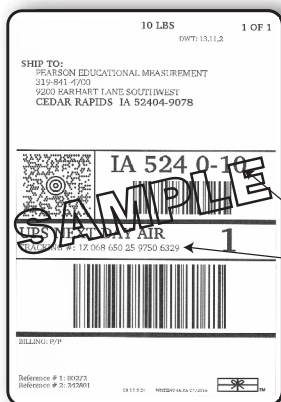 10 LBS 1 OF 1
DWT: 13,11,2
SHIP TO:
PEARSON EDUCATIONAL MEASUREMENT
319-841-4700
9200 EARHART LANE SOUTHWEST
CEDAR RAPIDS IA 52404-9078
IA 524 0-10
SAMPLE
UPS NEXT DAY AIR 1
TRACKING #: 1Z 068 650 25 9750 6329
BILLING: P/P
Reference # 1: 002/2
Reference # 2: 242801